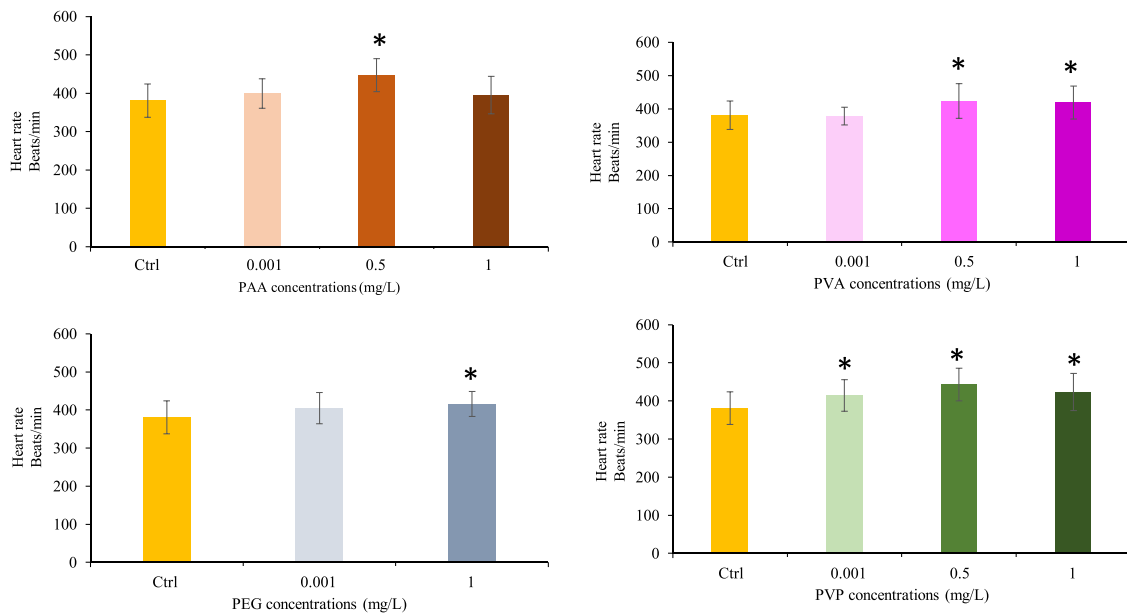 600
500
400
300
200
100
0
Heart rate
Beats/min
*
Ctrl 0.001 0.5 1
PAA concentrations (mg/L)
600
500
400
300
200
100
0
Heart rate
Beats/min
* *
Ctrl 0.001 0.5 1
PVA concentrations (mg/L)
600
500
400
300
200
100
0
Heart rate
Beats/min
*
Ctrl 0.001 1
PEG concentrations (mg/L)
600
500
400
300
200
100
0
Heart rate
Beats/min
* * *
Ctrl 0.001 0.5 1
PVP concentrations (mg/L)